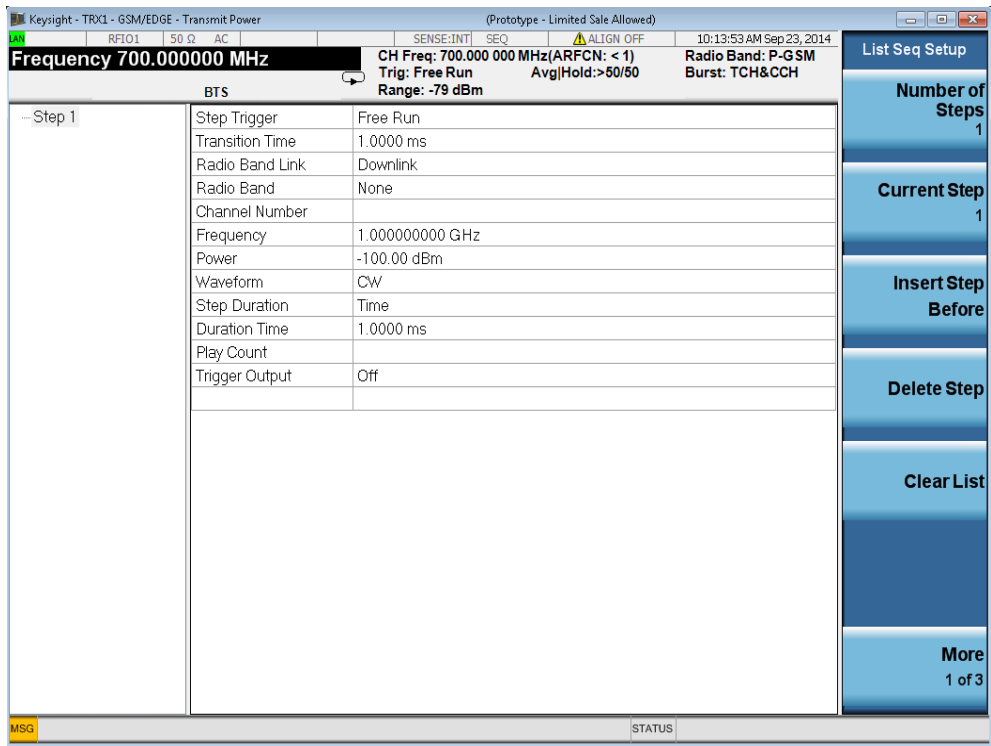 Keysight - TRX1 - GSM/EDGE - Transmit Power (Prototype - Limited Sale Allowed)
LAN RFIO1 50 Ω AC SENSE:INT SEQ ALIGN OFF 10:13:53 AM Sep 23, 2014
Frequency 700.000000 MHz
BTS
CH Freq: 700.000 000 MHz(ARFCN: < 1) Radio Band: P-GSM
Trig: Free Run Avg|Hold:>50/50 Burst: TCH&CCH
Range: -79 dBm
Step 1
Step Trigger Free Run
Transition Time 1.0000 ms
Radio Band Link Downlink
Radio Band None
Channel Number
Frequency 1.000000000 GHz
Power -100.00 dBm
Waveform CW
Step Duration Time
Duration Time 1.0000 ms
Play Count
Trigger Output Off
List Seq Setup
Number of
Steps
1
Current Step
1
Insert Step
Before
Delete Step
Clear List
More
1 of 3
MSG STATUS